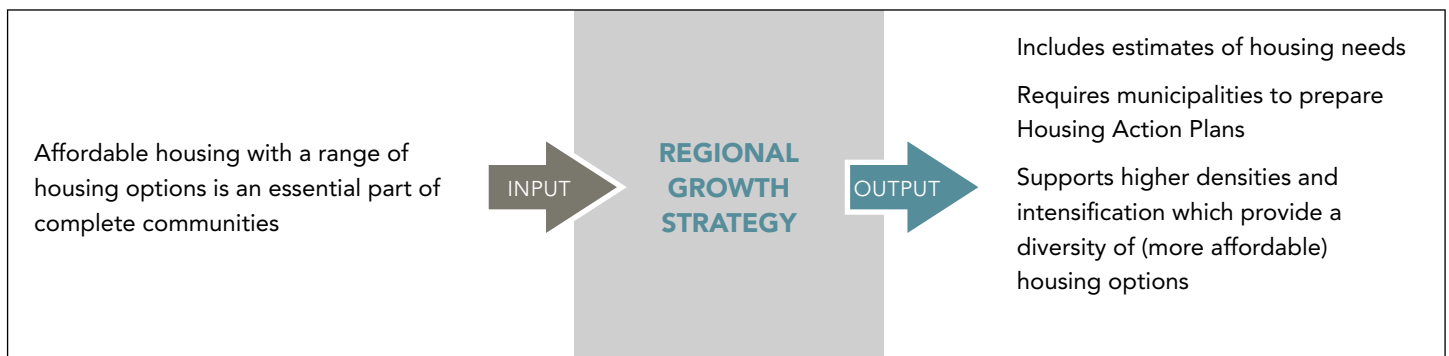 Affordable housing with a range of
housing options is an essential part of
complete communities
INPUT
REGIONAL
GROWTH
STRATEGY
OUTPUT
Includes estimates of housing needs
Requires municipalities to prepare
Housing Action Plans
Supports higher densities and
intensification which provide a
diversity of (more affordable)
housing options